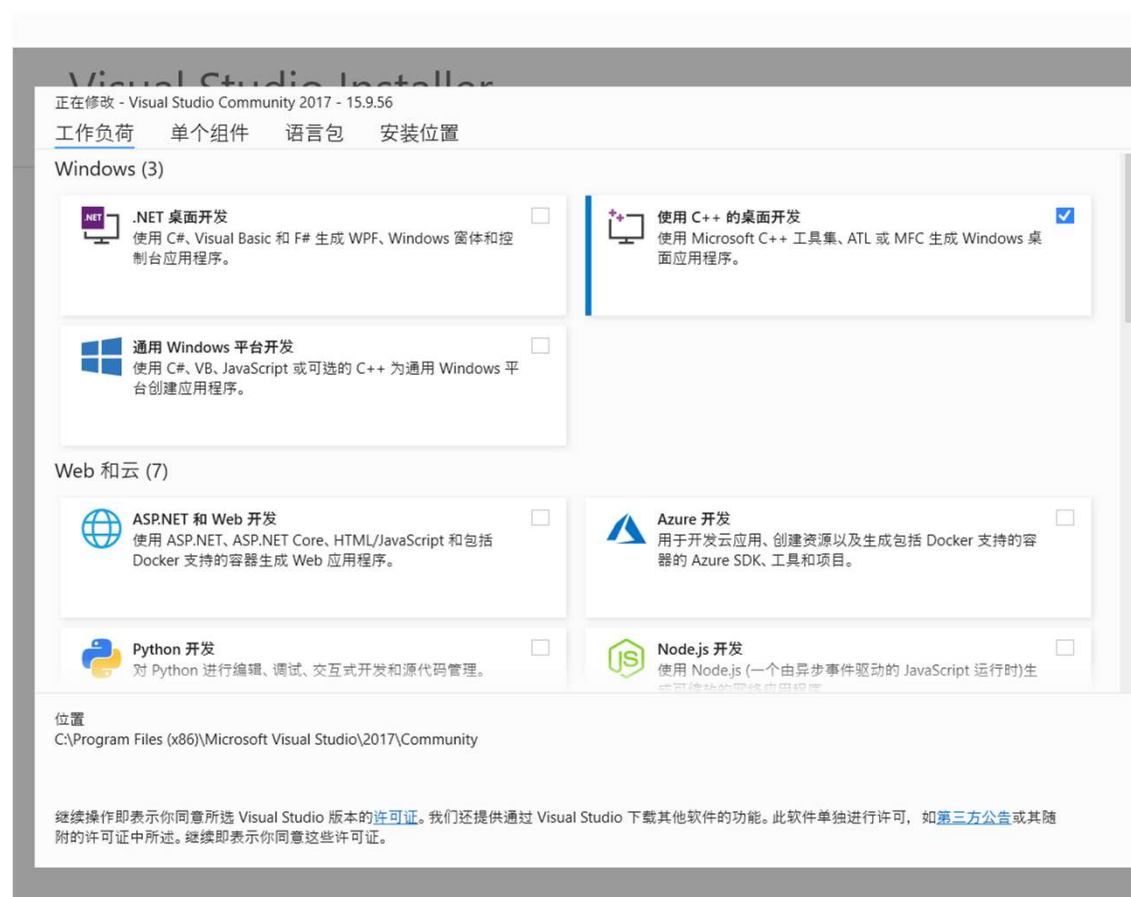 Visual Studio Installer
正在修改 - Visual Studio Community 2017 - 15.9.56
工作负荷 单个组件 语言包 安装位置
Windows (3)
.NET
.NET 桌面开发
使用 C#、Visual Basic 和 F# 生成 WPF、Windows 窗体和控
制台应用程序。
使用 C++ 的桌面开发
使用 Microsoft C++ 工具集、ATL 或 MFC 生成 Windows 桌
面应用程序。
通用 Windows 平台开发
使用 C#、VB、JavaScript 或可选的 C++ 为通用 Windows 平
台创建应用程序。
Web 和云 (7)
ASP.NET 和 Web 开发
使用 ASP.NET、ASP.NET Core、HTML/JavaScript 和包括
Docker 支持的容器生成 Web 应用程序。
Azure 开发
用于开发云应用、创建资源以及生成包括 Docker 支持的容
器的 Azure SDK、工具和项目。
Python 开发
对 Python 进行编辑、调试、交互式开发和源代码管理。
JS
Node.js 开发
使用 Node.js (一个由异步事件驱动的 JavaScript 运行时)生
成可缩放的网络应用程序。
位置
C:\Program Files (x86)\Microsoft Visual Studio\2017\Community
继续操作即表示你同意所选 Visual Studio 版本的许可证。我们还提供通过 Visual Studio 下载其他软件的功能。此软件单独进行许可，如第三方公告或其随
附的许可证中所述。继续即表示你同意这些许可证。